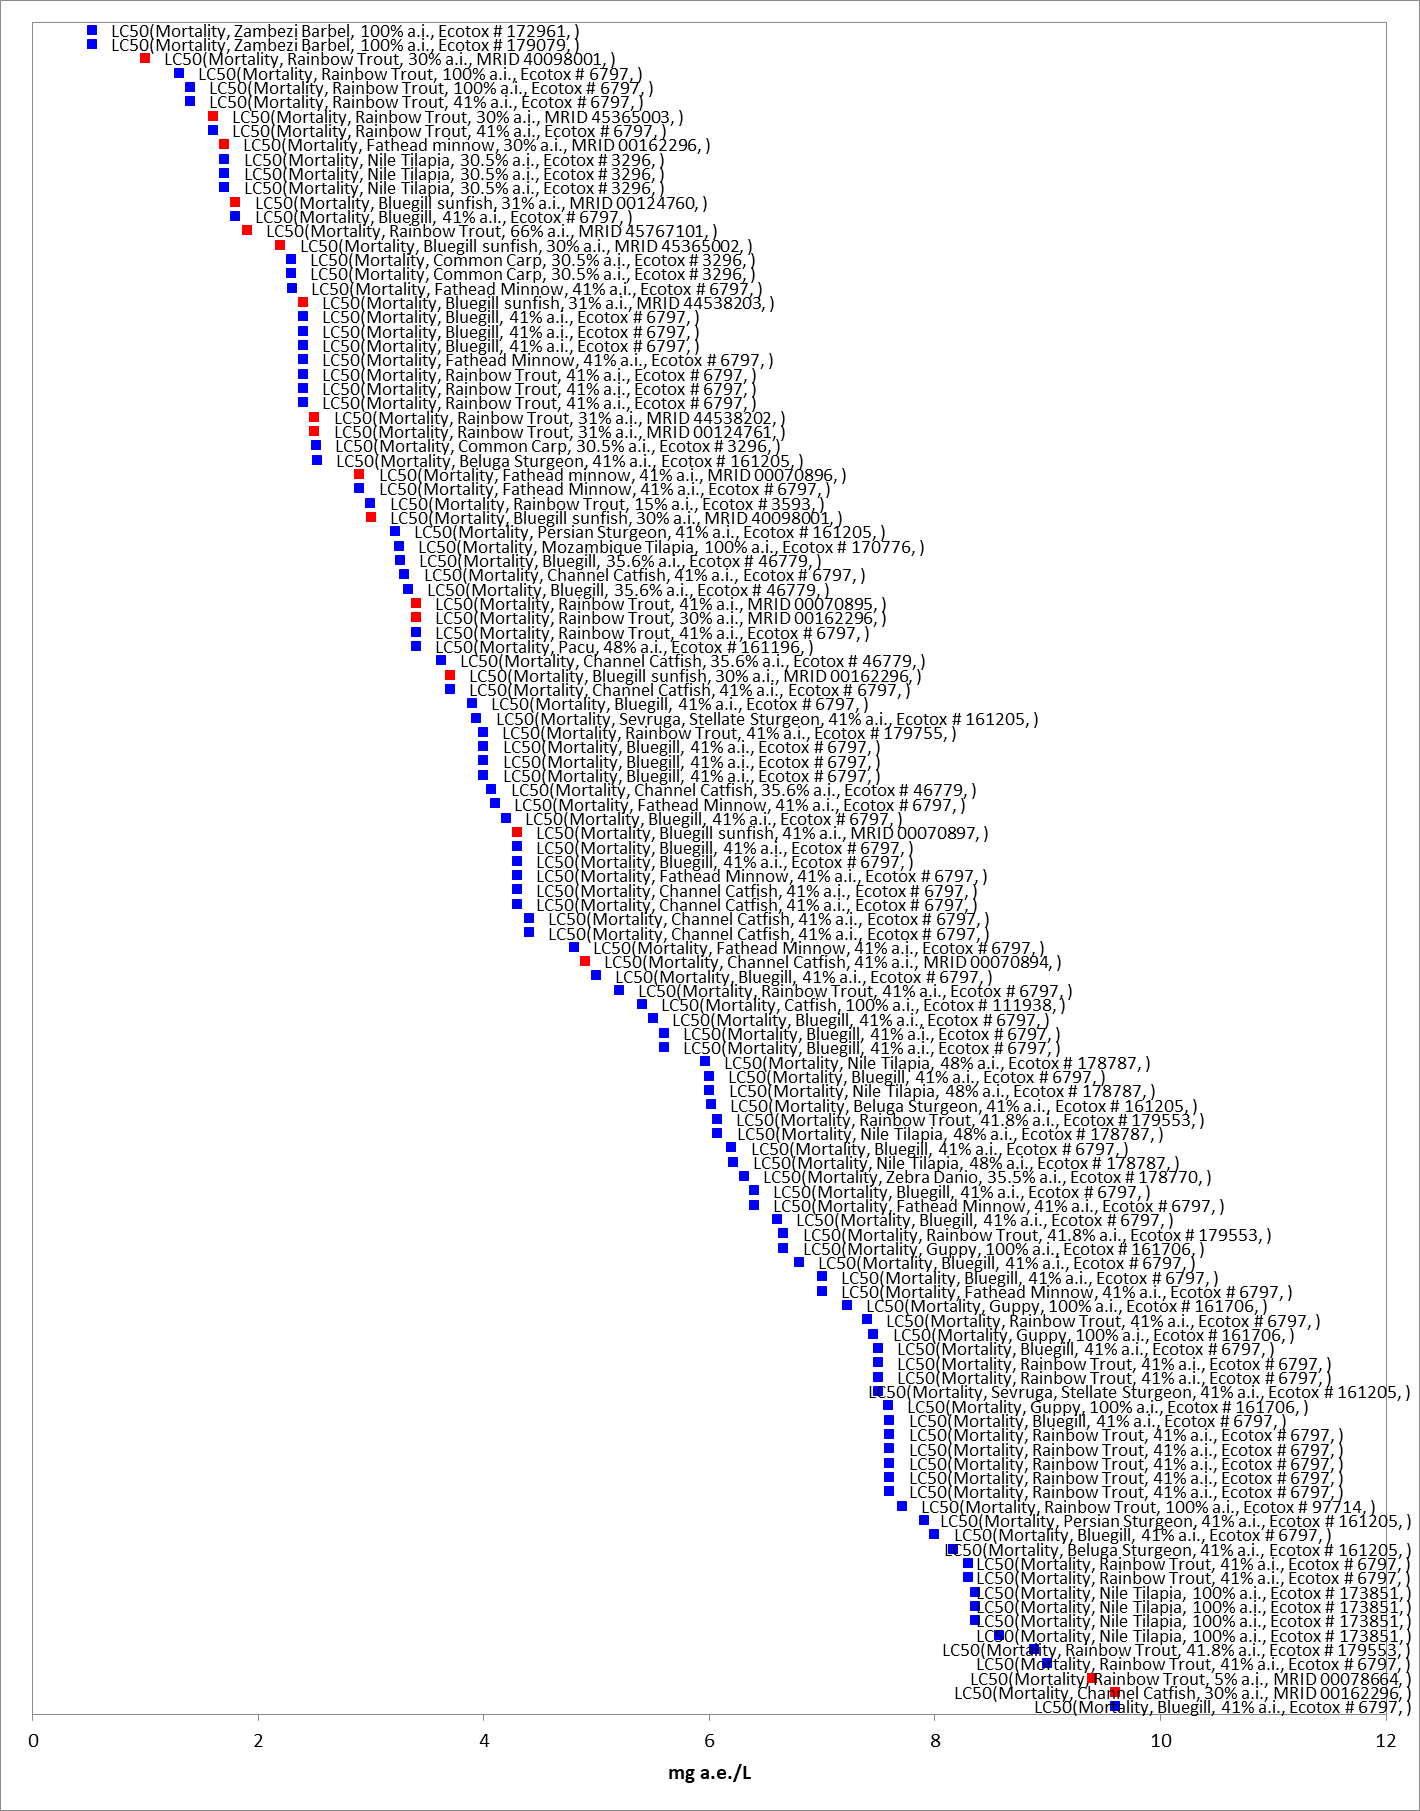 LC50(Mortality, Zambezi Barbel, 100% a.i., Ecotox # 172961, )
LC50(Mortality, Zambezi Barbel, 100% a.i., Ecotox # 179079, )
LC50(Mortality, Rainbow Trout, 30% a.i., MRID 40098001, )
LC50(Mortality, Rainbow Trout, 100% a.i., Ecotox # 6797, )
LC50(Mortality, Rainbow Trout, 100% a.i., Ecotox # 6797, )
LC50(Mortality, Rainbow Trout, 41% a.i., Ecotox # 6797, )
LC50(Mortality, Rainbow Trout, 30% a.i., MRID 45365003, )
LC50(Mortality, Rainbow Trout, 41% a.i., Ecotox # 6797, )
LC50(Mortality, Fathead minnow, 30% a.i., MRID 00162296, )
LC50(Mortality, Nile Tilapia, 30.5% a.i., Ecotox # 3296, )
LC50(Mortality, Nile Tilapia, 30.5% a.i., Ecotox # 3296, )
LC50(Mortality, Nile Tilapia, 30.5% a.i., Ecotox # 3296, )
LC50(Mortality, Bluegill sunfish, 31% a.i., MRID 00124760, )
LC50(Mortality, Bluegill, 41% a.i., Ecotox # 6797, )
LC50(Mortality, Rainbow Trout, 66% a.i., MRID 45767101, )
LC50(Mortality, Bluegill sunfish, 30% a.i., MRID 45365002, )
LC50(Mortality, Common Carp, 30.5% a.i., Ecotox # 3296, )
LC50(Mortality, Common Carp, 30.5% a.i., Ecotox # 3296, )
LC50(Mortality, Fathead Minnow, 41% a.i., Ecotox # 6797, )
LC50(Mortality, Bluegill sunfish, 31% a.i., MRID 44538203, )
LC50(Mortality, Bluegill, 41% a.i., Ecotox # 6797, )
LC50(Mortality, Bluegill, 41% a.i., Ecotox # 6797, )
LC50(Mortality, Bluegill, 41% a.i., Ecotox # 6797, )
LC50(Mortality, Fathead Minnow, 41% a.i., Ecotox # 6797, )
LC50(Mortality, Rainbow Trout, 41% a.i., Ecotox # 6797, )
LC50(Mortality, Rainbow Trout, 41% a.i., Ecotox # 6797, )
LC50(Mortality, Rainbow Trout, 41% a.i., Ecotox # 6797, )
LC50(Mortality, Rainbow Trout, 31% a.i., MRID 44538202, )
LC50(Mortality, Rainbow Trout, 31% a.i., MRID 00124761, )
LC50(Mortality, Common Carp, 30.5% a.i., Ecotox # 3296, )
LC50(Mortality, Beluga Sturgeon, 41% a.i., Ecotox # 161205, )
LC50(Mortality, Fathead minnow, 41% a.i., MRID 00070896, )
LC50(Mortality, Fathead Minnow, 41% a.i., Ecotox # 6797, )
LC50(Mortality, Rainbow Trout, 15% a.i., Ecotox # 3593, )
LC50(Mortality, Bluegill sunfish, 30% a.i., MRID 40098001, )
LC50(Mortality, Persian Sturgeon, 41% a.i., Ecotox # 161205, )
LC50(Mortality, Mozambique Tilapia, 100% a.i., Ecotox # 170776, )
LC50(Mortality, Bluegill, 35.6% a.i., Ecotox # 46779, )
LC50(Mortality, Channel Catfish, 41% a.i., Ecotox # 6797, )
LC50(Mortality, Bluegill, 35.6% a.i., Ecotox # 46779, )
LC50(Mortality, Rainbow Trout, 41% a.i., MRID 00070895, )
LC50(Mortality, Rainbow Trout, 30% a.i., MRID 00162296, )
LC50(Mortality, Rainbow Trout, 41% a.i., Ecotox # 6797, )
LC50(Mortality, Pacu, 48% a.i., Ecotox # 161196, )
LC50(Mortality, Channel Catfish, 35.6% a.i., Ecotox # 46779, )
LC50(Mortality, Bluegill sunfish, 30% a.i., MRID 00162296, )
LC50(Mortality, Channel Catfish, 41% a.i., Ecotox # 6797, )
LC50(Mortality, Bluegill, 41% a.i., Ecotox # 6797, )
LC50(Mortality, Sevruga, Stellate Sturgeon, 41% a.i., Ecotox # 161205, )
LC50(Mortality, Rainbow Trout, 41% a.i., Ecotox # 179755, )
LC50(Mortality, Bluegill, 41% a.i., Ecotox # 6797, )
LC50(Mortality, Bluegill, 41% a.i., Ecotox # 6797, )
LC50(Mortality, Bluegill, 41% a.i., Ecotox # 6797, )
LC50(Mortality, Channel Catfish, 35.6% a.i., Ecotox # 46779, )
LC50(Mortality, Fathead Minnow, 41% a.i., Ecotox # 6797, )
LC50(Mortality, Bluegill, 41% a.i., Ecotox # 6797, )
LC50(Mortality, Bluegill sunfish, 41% a.i., MRID 00070897, )
LC50(Mortality, Bluegill, 41% a.i., Ecotox # 6797, )
LC50(Mortality, Bluegill, 41% a.i., Ecotox # 6797, )
LC50(Mortality, Fathead Minnow, 41% a.i., Ecotox # 6797, )
LC50(Mortality, Channel Catfish, 41% a.i., Ecotox # 6797, )
LC50(Mortality, Channel Catfish, 41% a.i., Ecotox # 6797, )
LC50(Mortality, Channel Catfish, 41% a.i., Ecotox # 6797, )
LC50(Mortality, Channel Catfish, 41% a.i., Ecotox # 6797, )
LC50(Mortality, Fathead Minnow, 41% a.i., Ecotox # 6797, )
LC50(Mortality, Channel Catfish, 41% a.i., MRID 00070894, )
LC50(Mortality, Bluegill, 41% a.i., Ecotox # 6797, )
LC50(Mortality, Rainbow Trout, 41% a.i., Ecotox # 6797, )
LC50(Mortality, Catfish, 100% a.i., Ecotox # 111938, )
LC50(Mortality, Bluegill, 41% a.i., Ecotox # 6797, )
LC50(Mortality, Bluegill, 41% a.i., Ecotox # 6797, )
LC50(Mortality, Bluegill, 41% a.i., Ecotox # 6797, )
LC50(Mortality, Nile Tilapia, 48% a.i., Ecotox # 178787, )
LC50(Mortality, Bluegill, 41% a.i., Ecotox # 6797, )
LC50(Mortality, Nile Tilapia, 48% a.i., Ecotox # 178787, )
LC50(Mortality, Beluga Sturgeon, 41% a.i., Ecotox # 161205, )
LC50(Mortality, Rainbow Trout, 41.8% a.i., Ecotox # 179553, )
LC50(Mortality, Nile Tilapia, 48% a.i., Ecotox # 178787, )
LC50(Mortality, Bluegill, 41% a.i., Ecotox # 6797, )
LC50(Mortality, Nile Tilapia, 48% a.i., Ecotox # 178787, )
LC50(Mortality, Zebra Danio, 35.5% a.i., Ecotox # 178770, )
LC50(Mortality, Bluegill, 41% a.i., Ecotox # 6797, )
LC50(Mortality, Fathead Minnow, 41% a.i., Ecotox # 6797, )
LC50(Mortality, Bluegill, 41% a.i., Ecotox # 6797, )
LC50(Mortality, Rainbow Trout, 41.8% a.i., Ecotox # 179553, )
LC50(Mortality, Guppy, 100% a.i., Ecotox # 161706, )
LC50(Mortality, Bluegill, 41% a.i., Ecotox # 6797, )
LC50(Mortality, Bluegill, 41% a.i., Ecotox # 6797, )
LC50(Mortality, Fathead Minnow, 41% a.i., Ecotox # 6797, )
LC50(Mortality, Guppy, 100% a.i., Ecotox # 161706, )
LC50(Mortality, Rainbow Trout, 41% a.i., Ecotox # 6797, )
LC50(Mortality, Guppy, 100% a.i., Ecotox # 161706, )
LC50(Mortality, Bluegill, 41% a.i., Ecotox # 6797, )
LC50(Mortality, Rainbow Trout, 41% a.i., Ecotox # 6797, )
LC50(Mortality, Rainbow Trout, 41% a.i., Ecotox # 6797, )
LC50(Mortality, Sevruga, Stellate Sturgeon, 41% a.i., Ecotox # 161205, )
LC50(Mortality, Guppy, 100% a.i., Ecotox # 161706, )
LC50(Mortality, Bluegill, 41% a.i., Ecotox # 6797, )
LC50(Mortality, Rainbow Trout, 41% a.i., Ecotox # 6797, )
LC50(Mortality, Rainbow Trout, 41% a.i., Ecotox # 6797, )
LC50(Mortality, Rainbow Trout, 41% a.i., Ecotox # 6797, )
LC50(Mortality, Rainbow Trout, 41% a.i., Ecotox # 6797, )
LC50(Mortality, Rainbow Trout, 41% a.i., Ecotox # 6797, )
LC50(Mortality, Rainbow Trout, 100% a.i., Ecotox # 97714, )
LC50(Mortality, Persian Sturgeon, 41% a.i., Ecotox # 161205, )
LC50(Mortality, Bluegill, 41% a.i., Ecotox # 6797, )
LC50(Mortality, Beluga Sturgeon, 41% a.i., Ecotox # 161205, )
LC50(Mortality, Rainbow Trout, 41% a.i., Ecotox # 6797, )
LC50(Mortality, Rainbow Trout, 41% a.i., Ecotox # 6797, )
LC50(Mortality, Nile Tilapia, 100% a.i., Ecotox # 173851, )
LC50(Mortality, Nile Tilapia, 100% a.i., Ecotox # 173851, )
LC50(Mortality, Nile Tilapia, 100% a.i., Ecotox # 173851, )
LC50(Mortality, Nile Tilapia, 100% a.i., Ecotox # 173851, )
LC50(Mortality, Rainbow Trout, 41.8% a.i., Ecotox # 179553, )
LC50(Mortality, Rainbow Trout, 41% a.i., Ecotox # 6797, )
LC50(Mortality, Rainbow Trout, 5% a.i., MRID 00078664, )
LC50(Mortality, Channel Catfish, 30% a.i., MRID 00162296, )
LC50(Mortality, Bluegill, 41% a.i., Ecotox # 6797, )
0 2 4 6 8 10 12
mg a.e./L